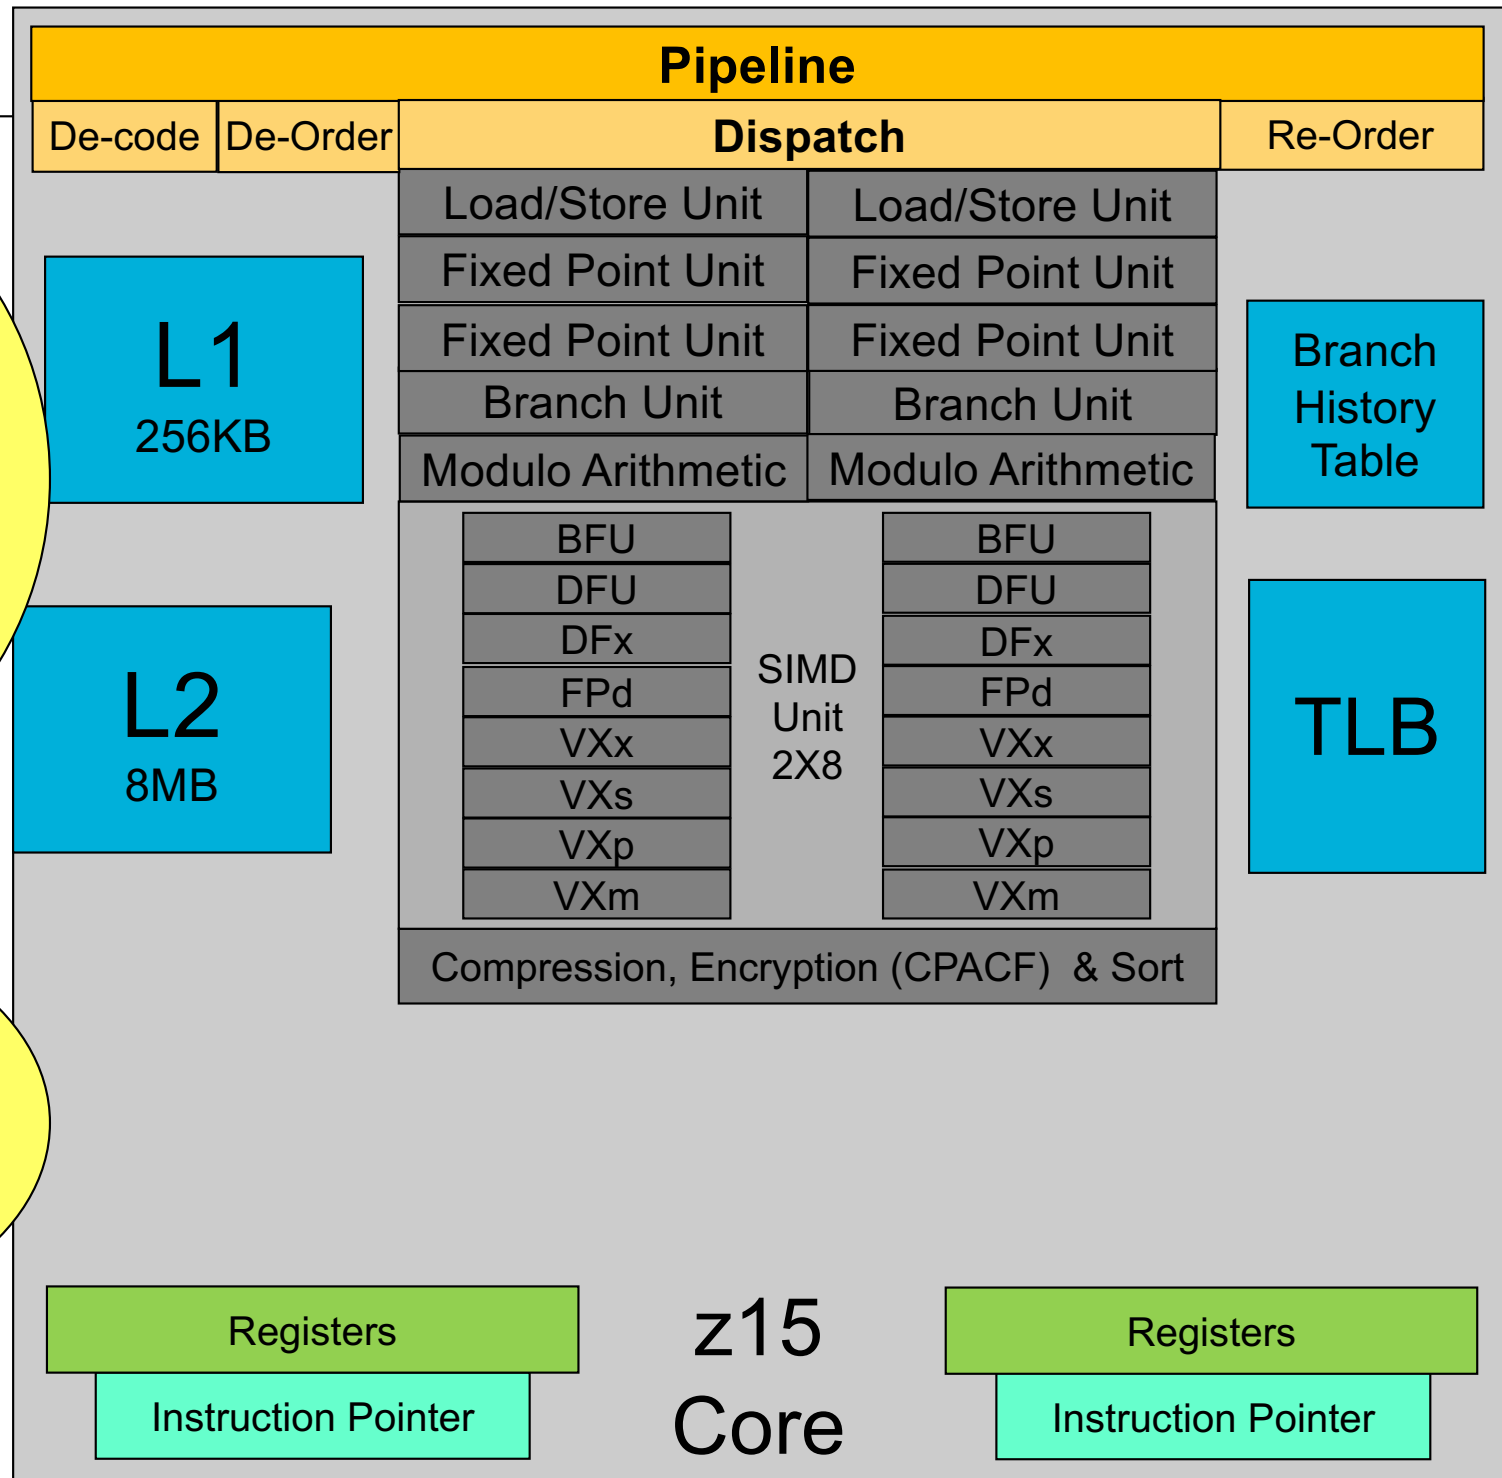 Pipeline
De-code De-Order Dispatch Re-Order
Load/Store Unit Load/Store Unit
Fixed Point Unit Fixed Point Unit
Fixed Point Unit Fixed Point Unit
Branch Unit Branch Unit
Modulo Arithmetic Modulo Arithmetic
L1
256KB
L2
8MB
BFU
DFU
DFx
FPd
VXx
VXs
VXp
VXm
SIMD
Unit
2X8
BFU
DFU
DFx
FPd
VXx
VXs
VXp
VXm
Compression, Encryption (CPACF) & Sort
Branch
History
Table
TLB
Registers
Instruction Pointer
z15
Core
Registers
Instruction Pointer